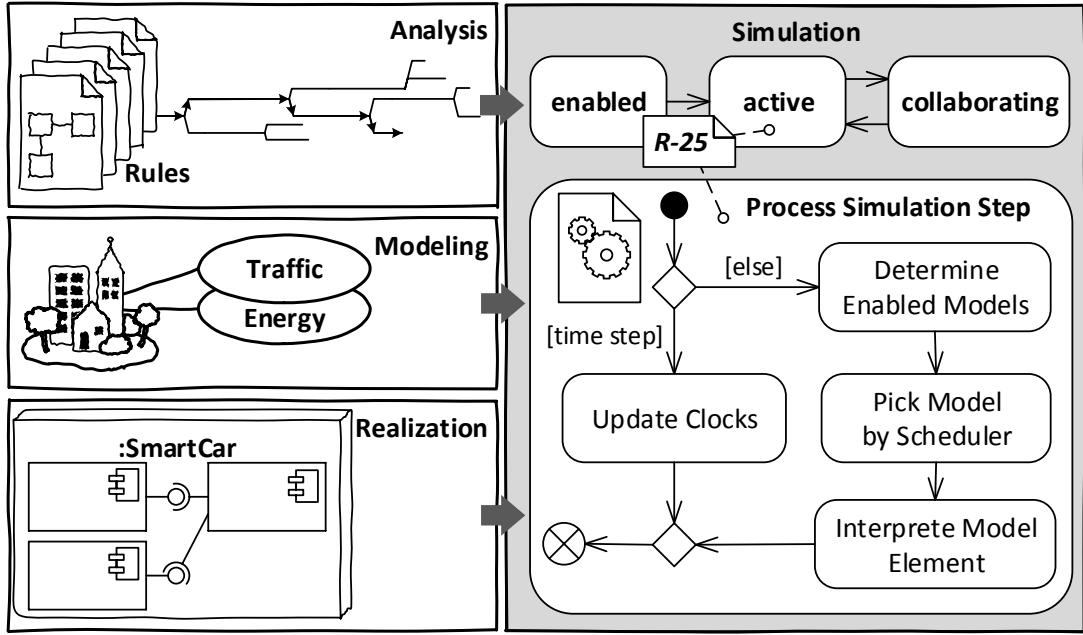 Analysis
Rules
Modeling
Traffic
Energy
Realization
:SmartCar
Simulation
enabled
active
collaborating
R-25
Process Simulation Step
[else]
[time step]
Determine
Enabled Models
Update Clocks
Pick Model
by Scheduler
Interprete Model
Element